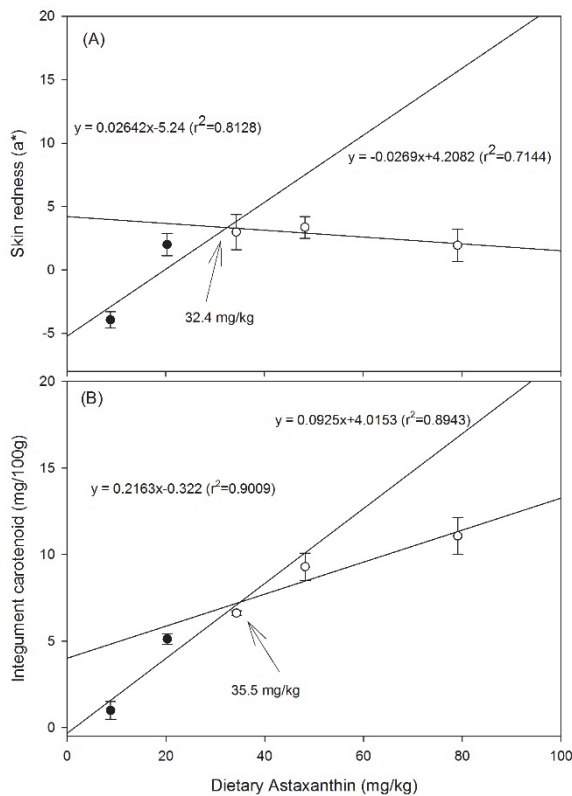 20
(A)
15
y = 0.02642x-5.24 (r²=0.8128)
10
y = -0.0269x+4.2082 (r²=0.7144)
Skin redness (a*)
5
0
32.4 mg/kg
-5
20
(B)
y = 0.0925x+4.0153 (r²=0.8943)
15
y = 0.2163x-0.322 (r²=0.9009)
Integument carotenoid (mg/100g)
10
5
35.5 mg/kg
0
0 20 40 60 80 100
Dietary Astaxanthin (mg/kg)